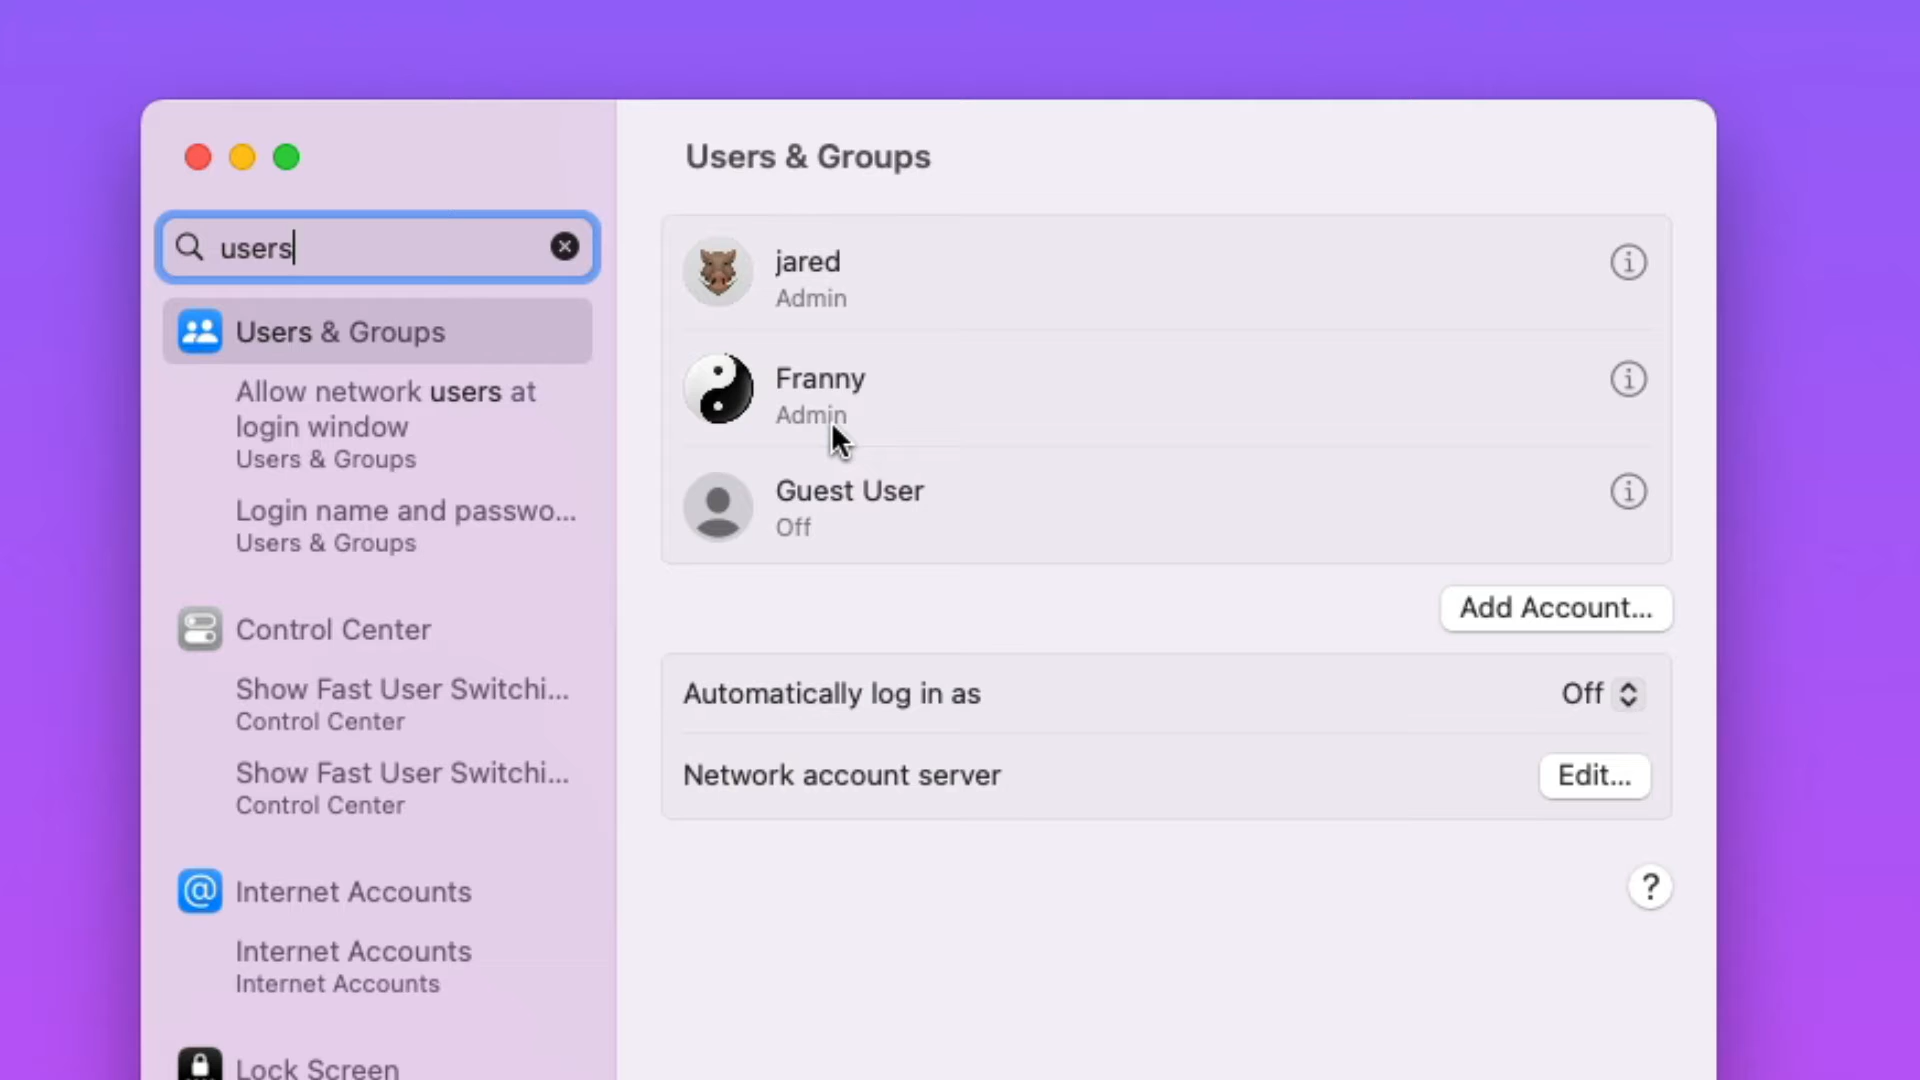 users
Users & Groups
Allow network users at
login window
Users & Groups
Login name and passwo...
Users & Groups
Control Center
Show Fast User Switchi...
Control Center
Show Fast User Switchi...
Control Center
Internet Accounts
Internet Accounts
Internet Accounts
Lock Screen
Users & Groups
jared
Admin
Franny
Admin
Guest User
Off
Add Account...
Automatically log in as
Off
Network account server
Edit...
?